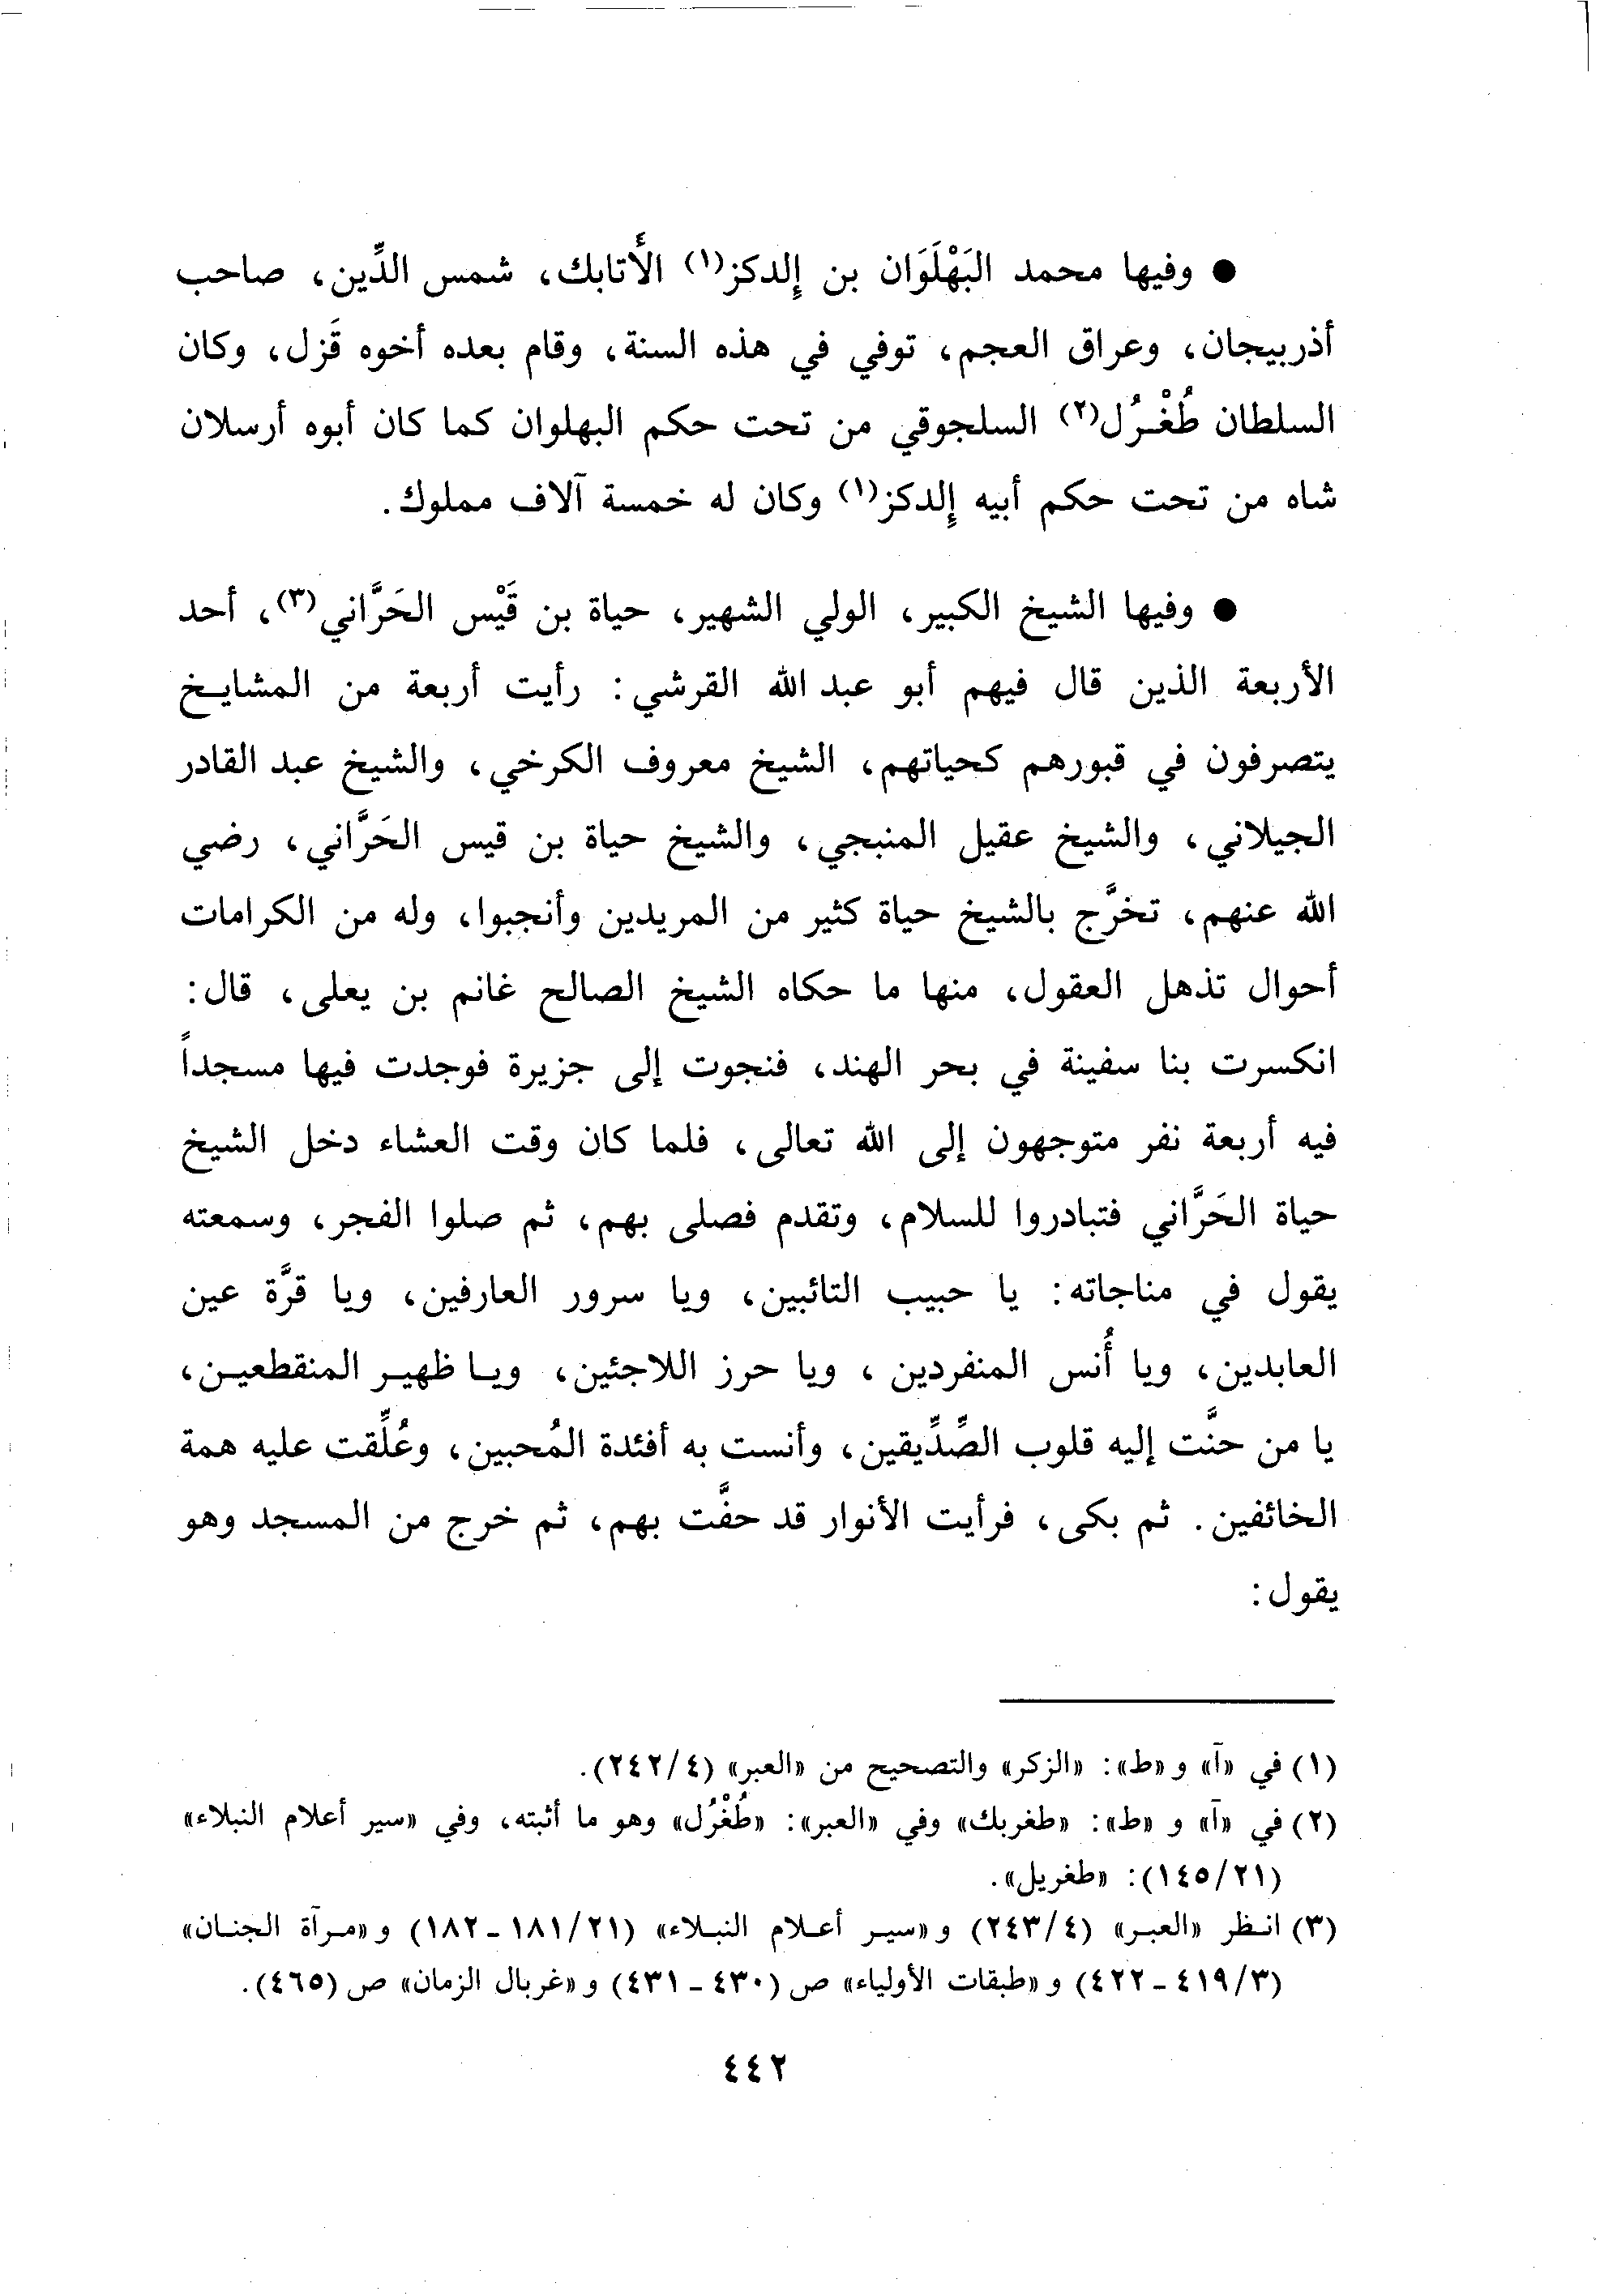 ● وفيها محمد البَهْلَوَان بن إِلدكز(١) الأَتابك، شمس الدِّين، صاحب
أذربيجان، وعراق العجم، توفي في هذه السنة، وقام بعده أخوه قَزل، وكان
السلطان طُغْرُل(٢) السلجوقي من تحت حكم البهلوان كما كان أبوه أرسلان
شاه من تحت حكم أبيه إِلدكز(١) وكان له خمسة آلاف مملوك.
● وفيها الشيخ الكبير، الولي الشهير، حياة بن قَيْس الحَرَّاني(٣)، أحد
الأربعة الذين قال فيهم أبو عبد الله القرشي: رأيت أربعة من المشايخ
يتصرفون في قبورهم كحياتهم، الشيخ معروف الكرخي، والشيخ عبد القادر
الجيلاني، والشيخ عقيل المنبجي، والشيخ حياة بن قيس الحَرَّاني، رضي
الله عنهم، تخرَّج بالشيخ حياة كثير من المريدين وأنجبوا، وله من الكرامات
أحوال تذهل العقول، منها ما حكاه الشيخ الصالح غانم بن يعلى، قال:
انكسرت بنا سفينة في بحر الهند، فنجوت إلى جزيرة فوجدت فيها مسجداً
فيه أربعة نفر متوجهون إلى الله تعالى، فلما كان وقت العشاء دخل الشيخ
حياة الحَرَّاني فتبادروا للسلام، وتقدم فصلى بهم، ثم صلوا الفجر، وسمعته
يقول في مناجاته: يا حبيب التائبين، ويا سرور العارفين، ويا قرَّة عين
العابدين، ويا أُنس المنفردين، ويا حرز اللاجئين، ويا ظهير المنقطعين،
يا من حنَّت إليه قلوب الصِّدِّيقين، وأنست به أفئدة المُحبين، وعُلِّقت عليه همة
الخائفين. ثم بكى، فرأيت الأنوار قد حفَّت بهم، ثم خرج من المسجد وهو
يقول:
(١) في «آ» و «ط»: «الزكر» والتصحيح من «العبر» (٢٤٢/٤).
(٢) في «آ» و «ط»: «طغربك» وفي «العبر»: «طُغْرُل» وهو ما أثبته، وفي «سير أعلام النبلاء»
(١٤٥/٢١): «طغريل».
(٣) انظر «العبر» (٢٤٣/٤) و «سير أعلام النبلاء» (١٨١/٢١ - ١٨٢) و «مرآة الجنان»
(٤١٩/٣ - ٤٢٢) و «طبقات الأولياء» ص (٤٣٠ - ٤٣١) و «غربال الزمان» ص (٤٦٥).
٤٤٢